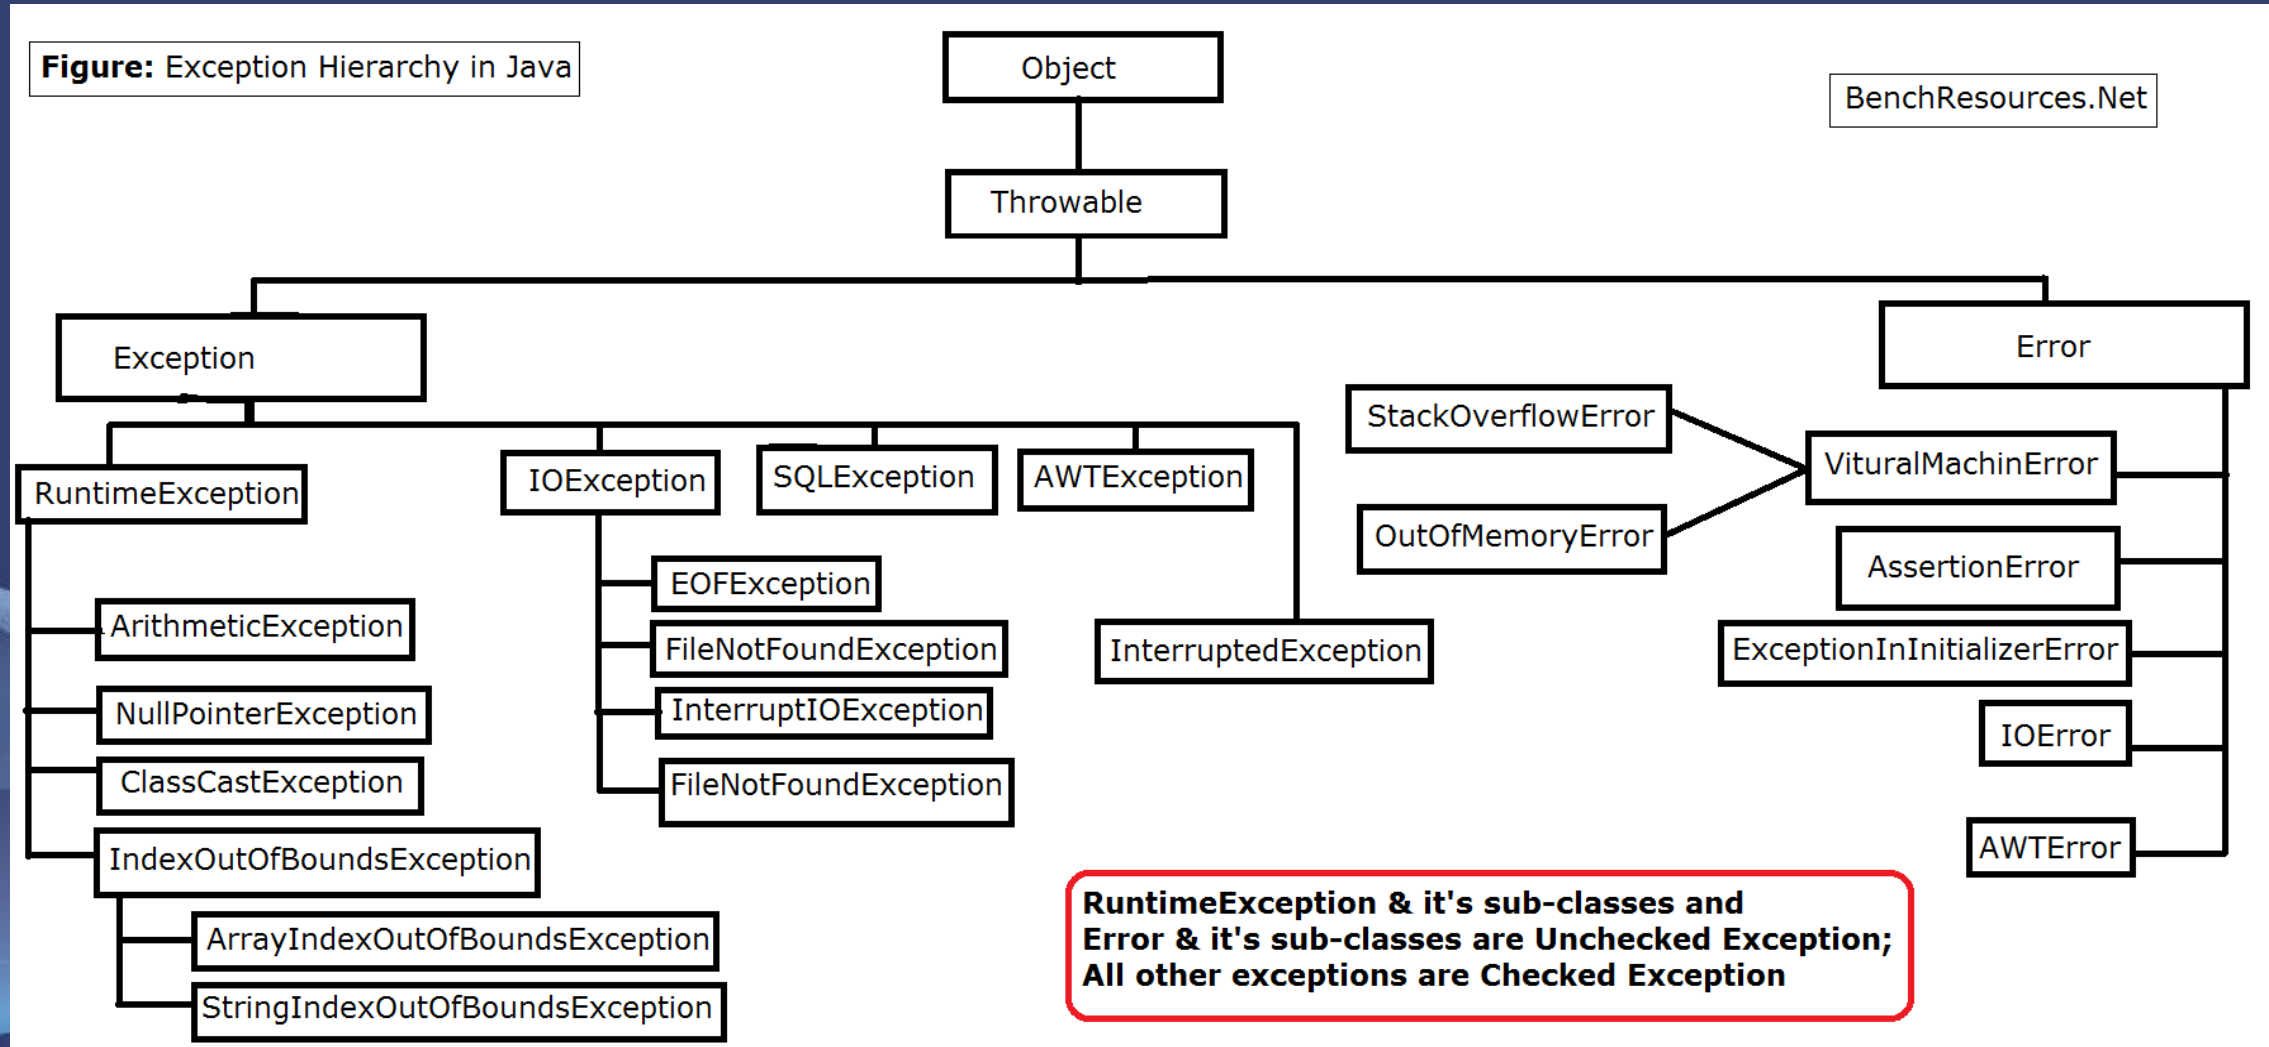 Figure: Exception Hierarchy in Java
Object
BenchResources.Net
Throwable
Exception
Error
RuntimeException
IOException
SQLException
AWTException
StackOverflowError
VituralMachinError
OutOfMemoryError
EOFException
AssertionError
ArithmeticException
FileNotFoundException
InterruptedException
ExceptionInInitializerError
NullPointerException
InterruptIOException
IOError
ClassCastException
FileNotFoundException
IndexOutOfBoundsException
AWTError
ArrayIndexOutOfBoundsException
StringIndexOutOfBoundsException
RuntimeException & it's sub-classes and
Error & it's sub-classes are Unchecked Exception;
All other exceptions are Checked Exception